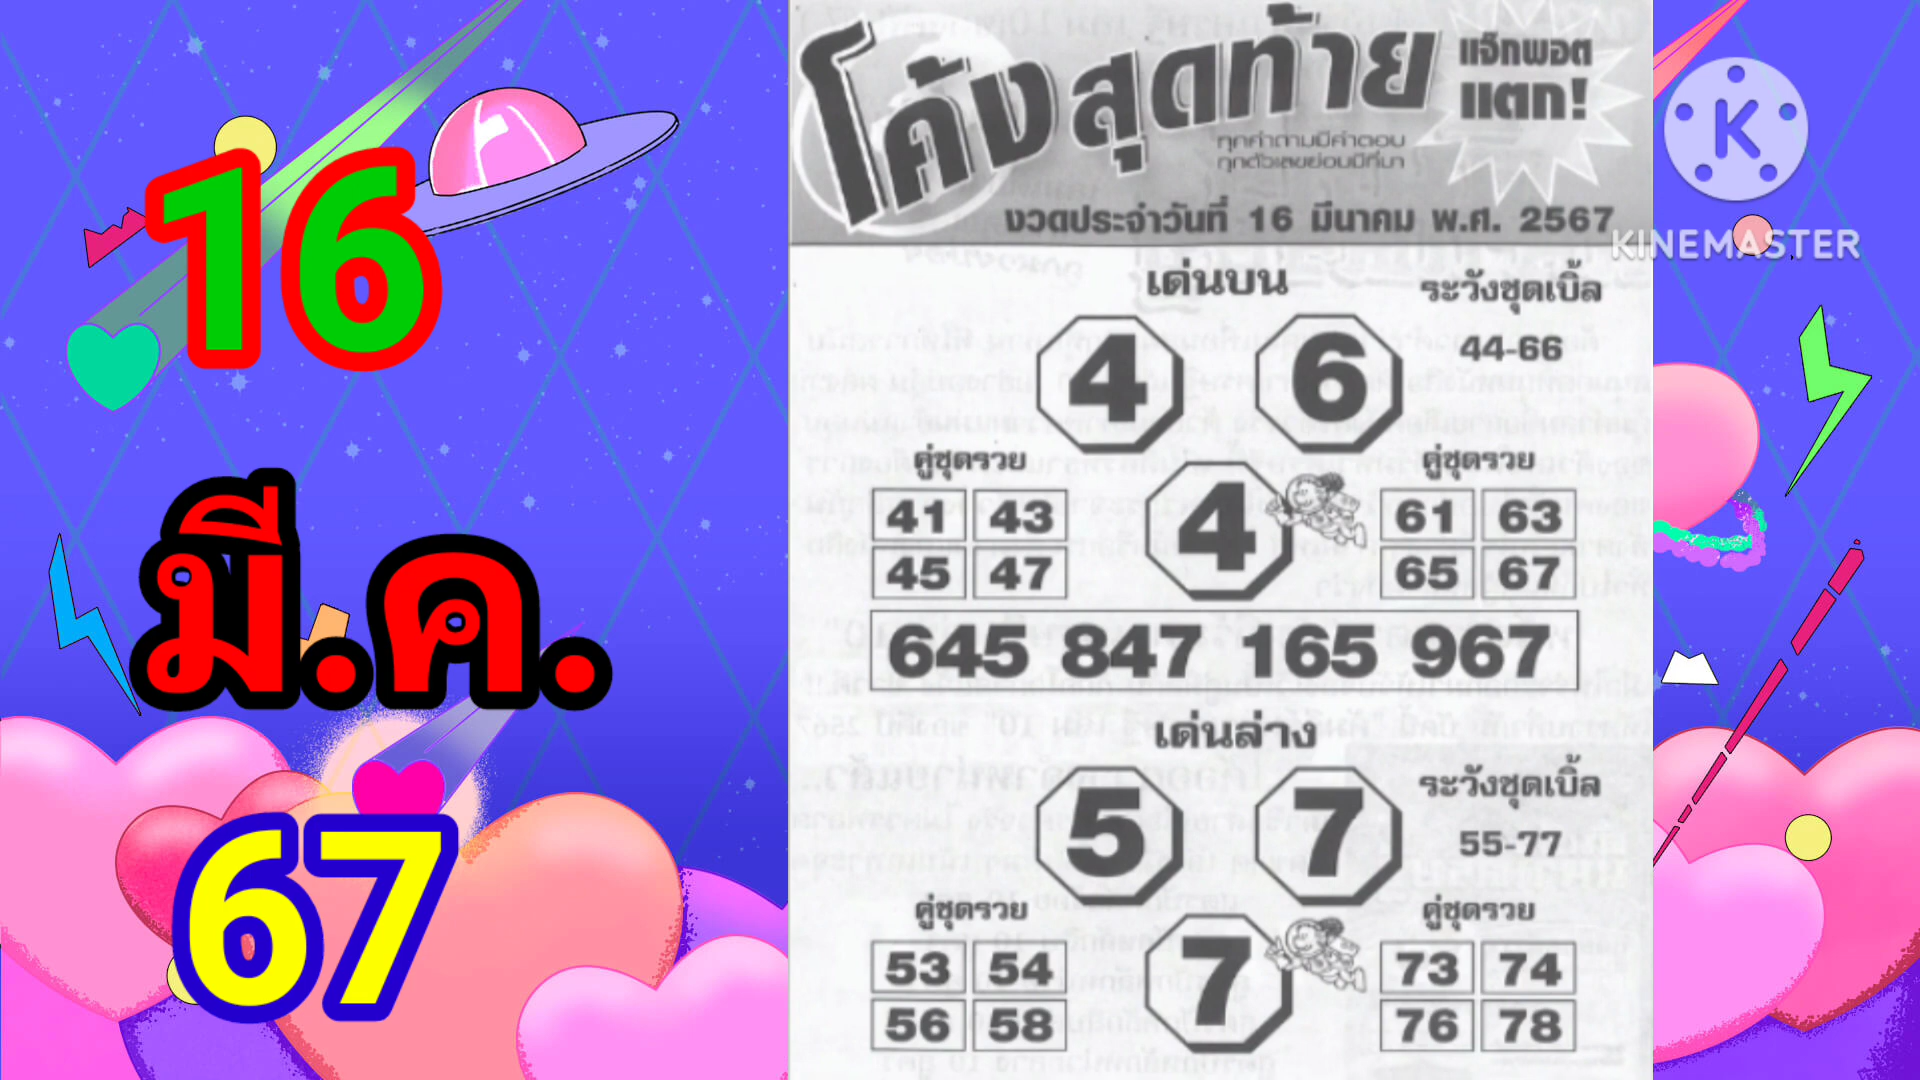 16
มี.ค.
67
โค้งสุดท้าย
แจ๊กพอต
แตก!
ทุกคำถามมีคำตอบ
ทุกตัวเลขย่อมมีที่มา
งวดประจำวันที่ 16 มีนาคม พ.ศ. 2567
K
KINEMASTER
เด่นบน
ระวังชุดเบิ้ล
4 6
44-66
คู่ชุดรวย
คู่ชุดรวย
4
41 43
61 63
45 47
65 67
645 847 165 967
เด่นล่าง
ระวังชุดเบิ้ล
5 7
55-77
คู่ชุดรวย
คู่ชุดรวย
7
53 54
73 74
56 58
76 78